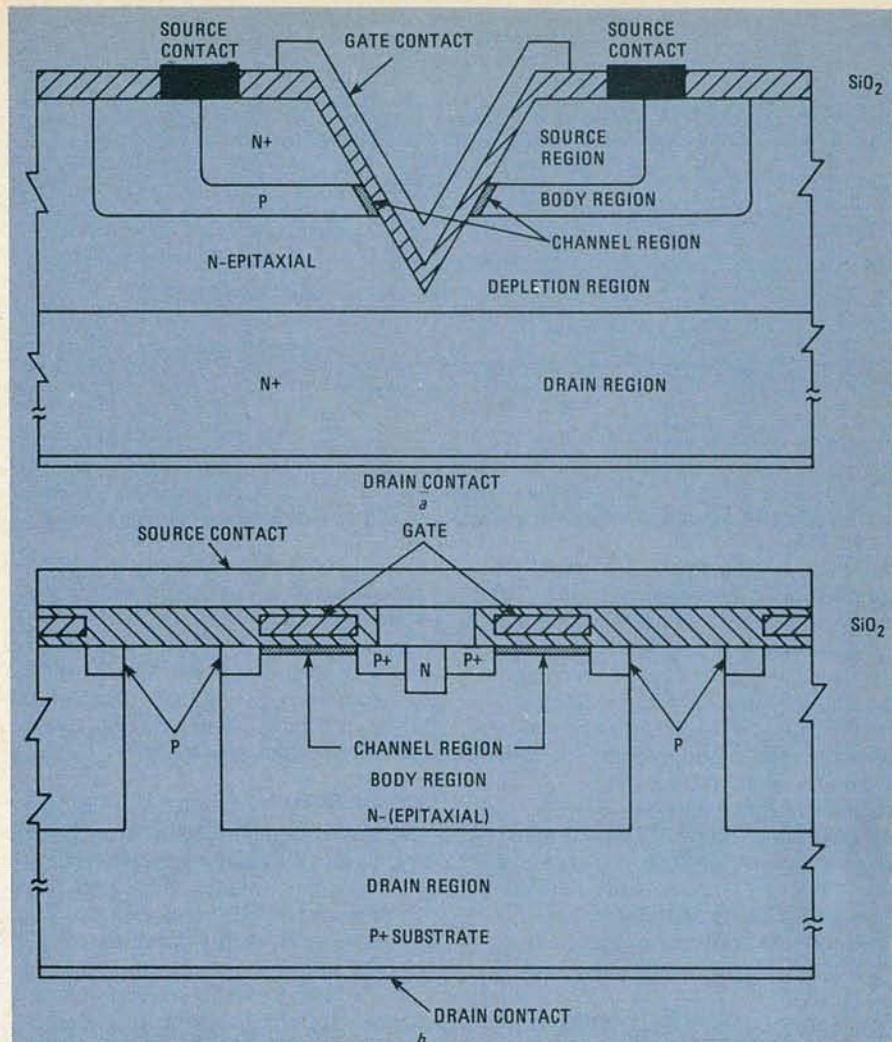 SOURCE
CONTACT
GATE CONTACT
SOURCE
CONTACT
SiO2
N+
SOURCE
REGION
P
BODY REGION
CHANNEL REGION
N-EPITAXIAL
DEPLETION REGION
N+
DRAIN REGION
DRAIN CONTACT
a
SOURCE CONTACT
GATE
SiO2
P+
N
P+
P
CHANNEL REGION
P
BODY REGION
N-(EPITAXIAL)
DRAIN REGION
P+ SUBSTRATE
DRAIN CONTACT
b